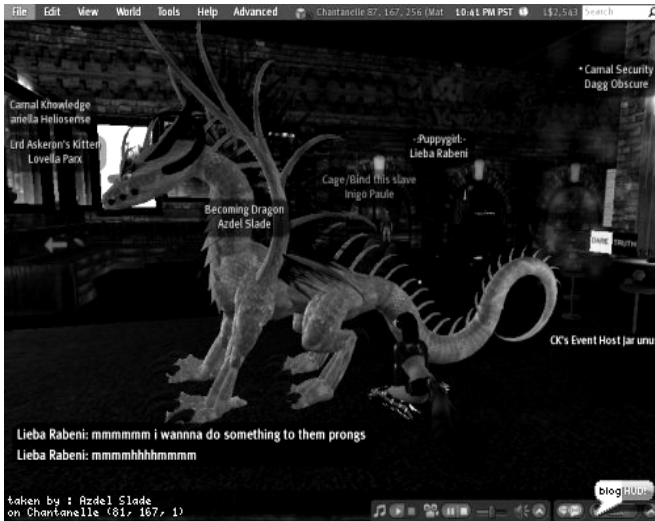 File Edit View World Tools Help Advanced Chantanelle 87, 167, 256 (Mat 10:41 PM PST L$2,543 Search
• Carnal Security
Dagg Obscure
Carnal Knowledge
ariella Heliosense
Lrd Askeron's Kitten
Lovella Parx
-:Puppygirl:-
Lieba Rabeni
Cage/Bind this slave
Inigo Paule
Becoming Dragon
Azdel Slade
DARE TRUTH
CK's Event Host Jar unu
Lieba Rabeni: mmmmmm i wannna do something to them prongs
Lieba Rabeni: mmmmhhhhmmmm
blogHUD:
taken by : Azdel Slade
on Chantanelle (81, 167, 1)